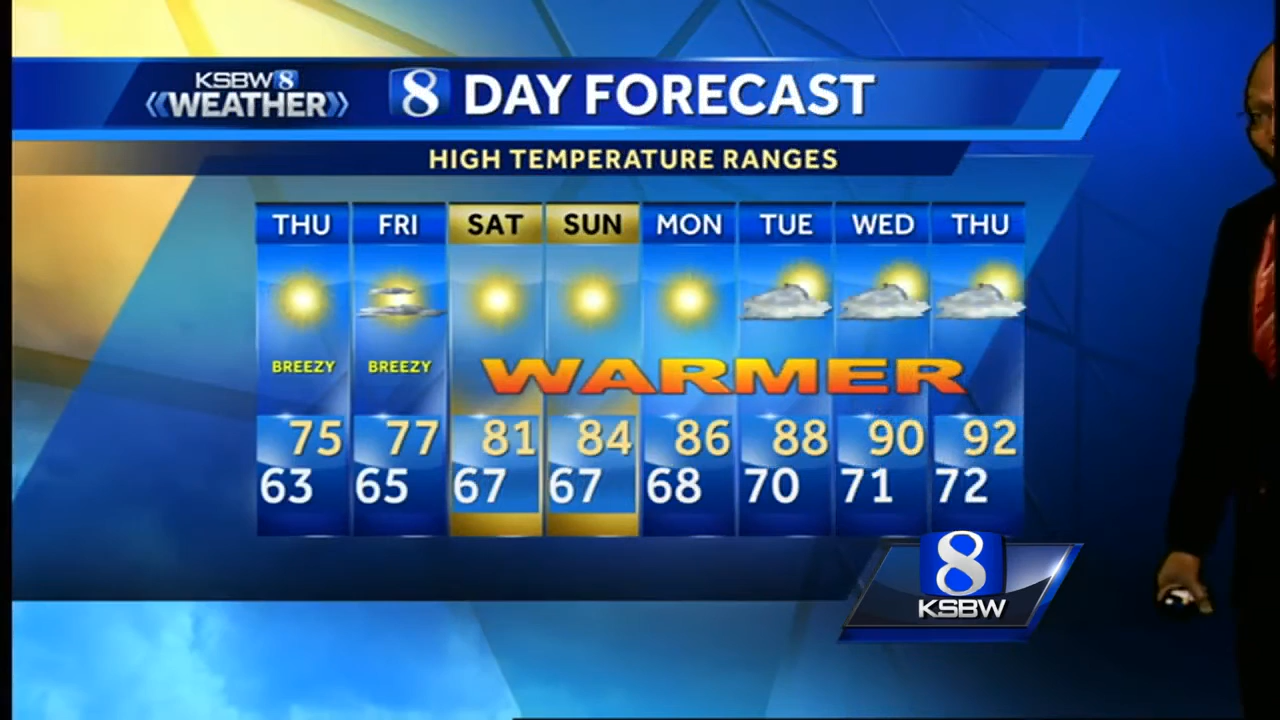 KSBW 8
WEATHER
8 DAY FORECAST
HIGH TEMPERATURE RANGES
THU FRI SAT SUN MON TUE WED THU
BREEZY BREEZY
WARMER
75 77 81 84 86 88 90 92
63 65 67 67 68 70 71 72
8
KSBW